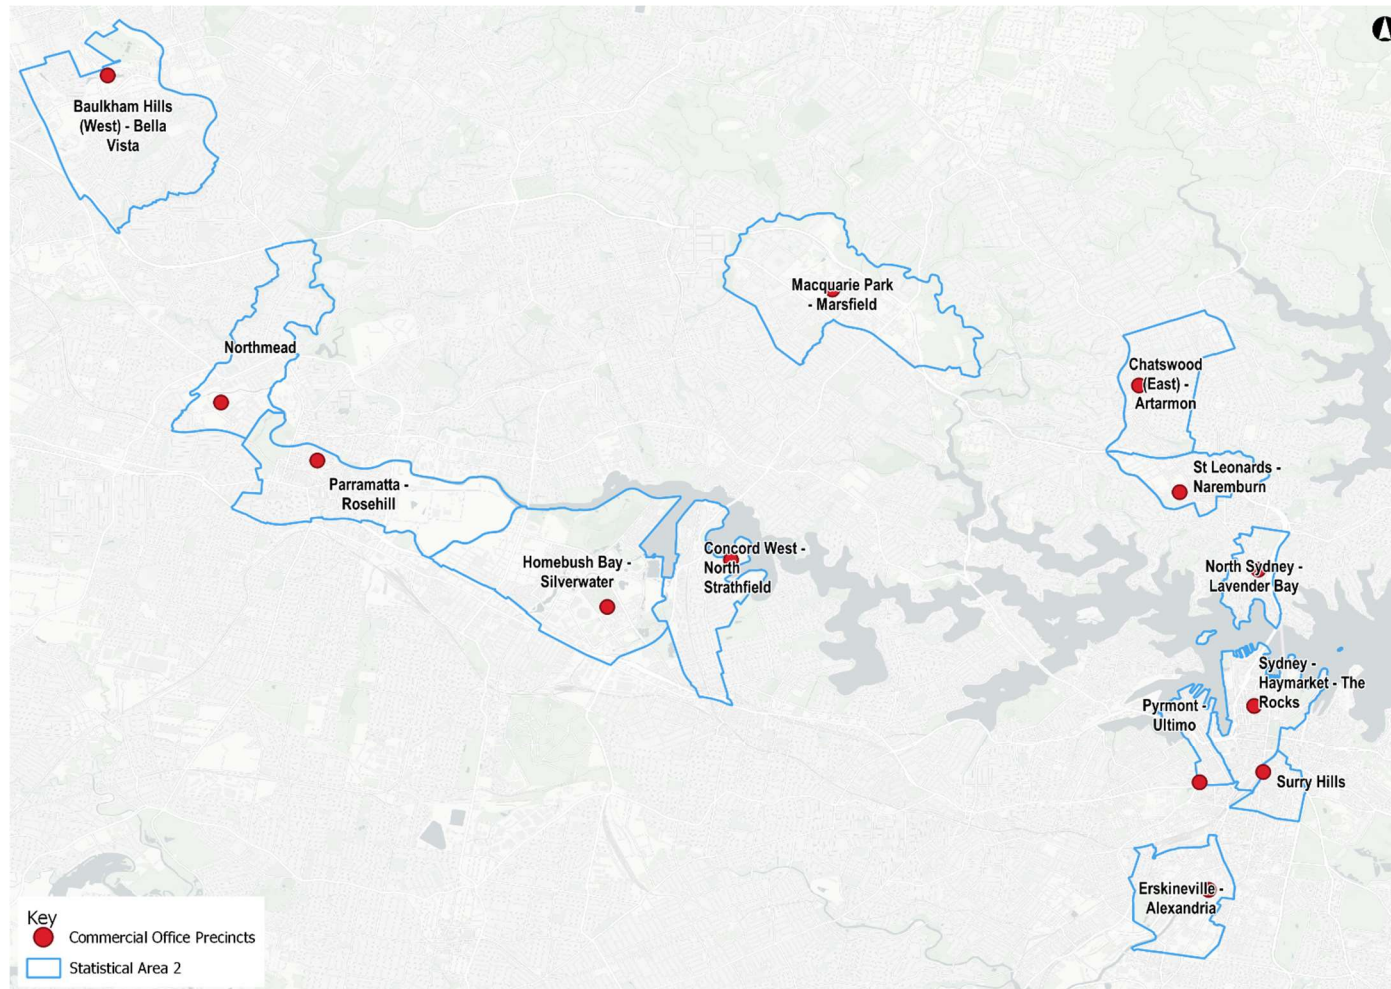 Baulkham Hills
(West) - Bella
Vista
Northmead
Macquarie Park
- Marsfield
Chatswood
(East) -
Artarmon
Parramatta -
Rosehill
St Leonards -
Naremburn
Homebush Bay -
Silverwater
Concord West -
North
Strathfield
North Sydney -
Lavender Bay
Sydney -
Haymarket - The
Rocks
Pyrmont -
Ultimo
Surry Hills
Erskineville -
Alexandria
Key
Commercial Office Precincts
Statistical Area 2